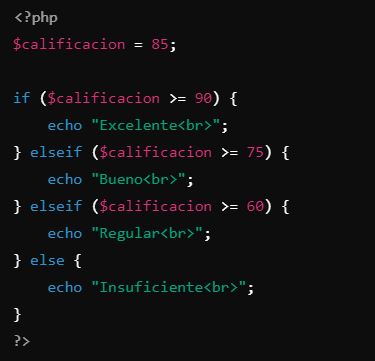 <?php
$calificacion = 85;
if ($calificacion >= 90) {
    echo "Excelente<br>";
} elseif ($calificacion >= 75) {
    echo "Bueno<br>";
} elseif ($calificacion >= 60) {
    echo "Regular<br>";
} else {
    echo "Insuficiente<br>";
}
?>